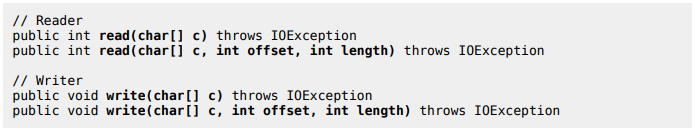 // Reader
public int read(char[] c) throws IOException
public int read(char[] c, int offset, int length) throws IOException
// Writer
public void write(char[] c) throws IOException
public void write(char[] c, int offset, int length) throws IOException